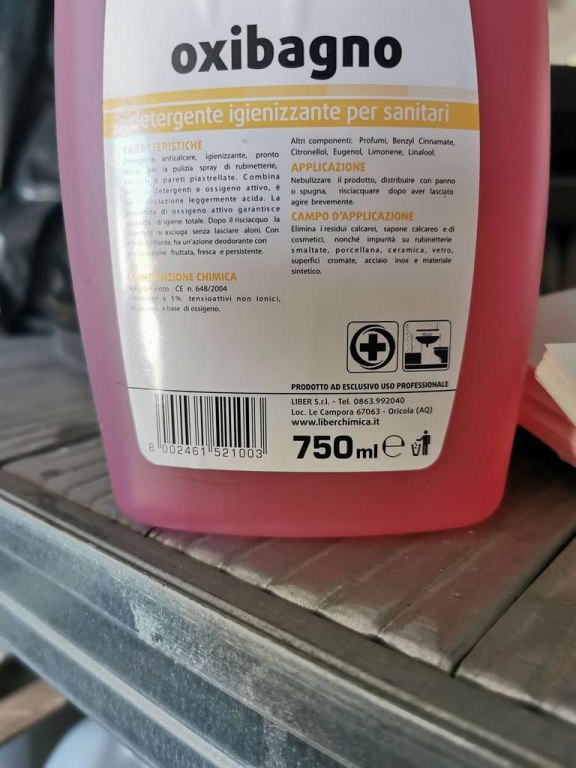 oxibagno
detergente igienizzante per sanitari
CARATTERISTICHE
Detergente anticalcare, igienizzante, pronto
per la pulizia spray di rubinetterie,
e pareti piastrellate. Combina
detergenti e ossigeno attivo, è
leggermente acida. La
di ossigeno attivo garantisce
di igiene totale. Dopo il risciacquo la
si asciuga senza lasciare aloni. Con
brillante, ha un'azione deodorante con
fruttata, fresca e persistente.
COMPOSIZIONE CHIMICA
Regolamento CE n. 648/2004
a 5%: tensioattivi non ionici,
a base di ossigeno.
Altri componenti: Profumi, Benzyl Cinnamate,
Citronellol, Eugenol, Limonene, Linalool.
APPLICAZIONE
Nebulizzare il prodotto, distribuire con panno
o spugna, risciacquare dopo aver lasciato
agire brevemente.
CAMPO D'APPLICAZIONE
Elimina i residui calcarei, sapone calcareo e di
cosmetici, nonché impurità su rubinetterie
smaltate, porcellana, ceramica, vetro,
superfici cromate, acciaio inox e materiale
sintetico.
PRODOTTO AD ESCLUSIVO USO PROFESSIONALE
LIBER S.r.l. - Tel. 0863.992040
Loc. Le Campora 67063 - Oricola (AQ)
www.liberchimica.it
8 002461 521003
750 ml e